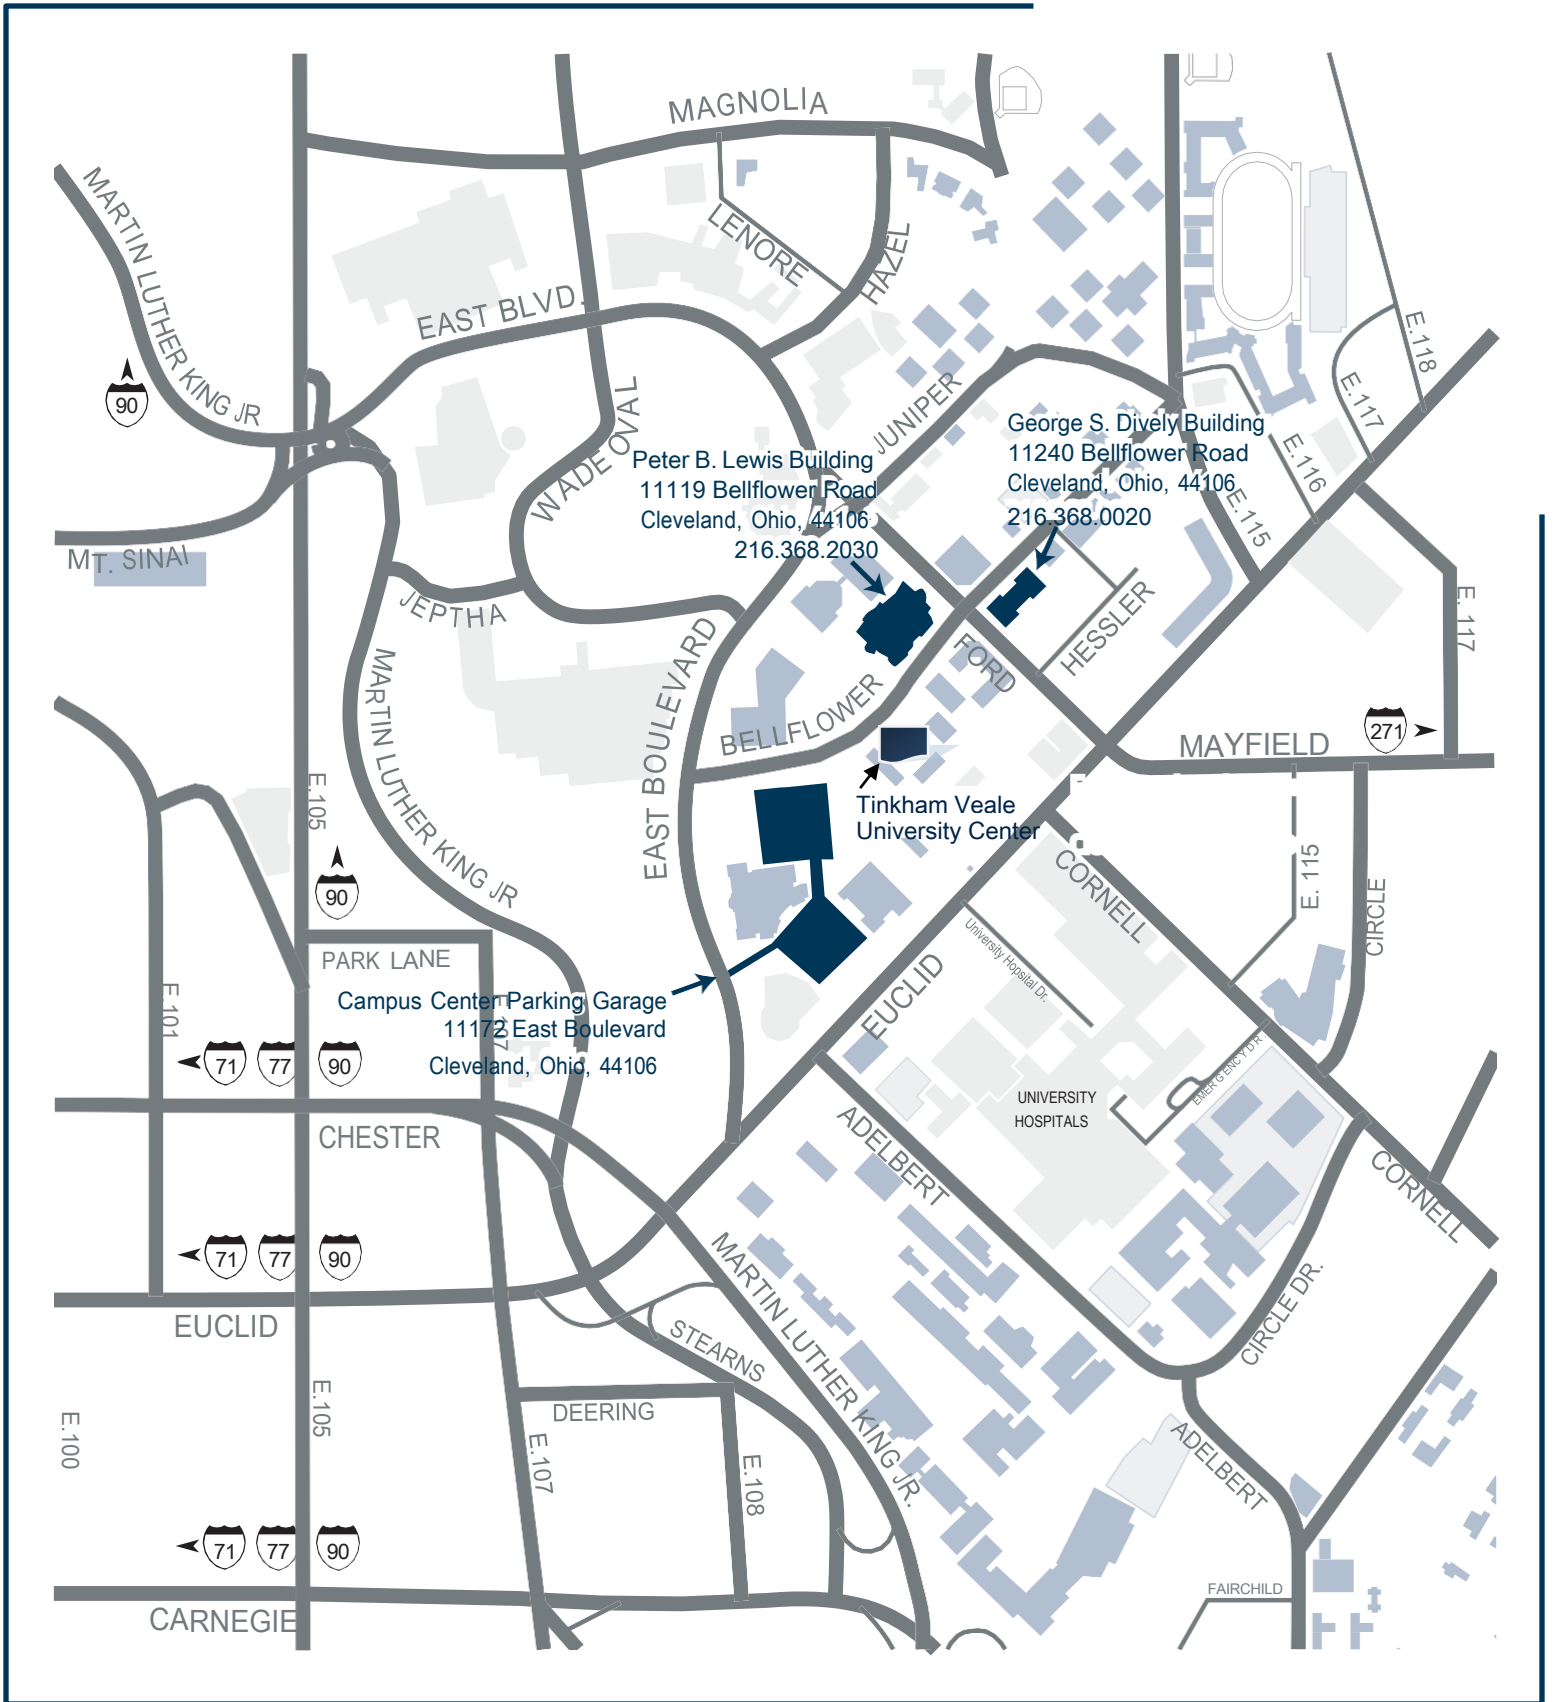 MAGNOLIA
MARTIN LUTHER KING JR
LENORE
HAZEL
EAST BLVD.
90
E.118
E.117
JUNIPER
WADE OVAL
George S. Dively Building
11240 Bellflower Road
Cleveland, Ohio, 44106
216.368.0020
Peter B. Lewis Building
11119 Bellflower Road
Cleveland, Ohio, 44106
216.368.2030
E.116
E.115
MT. SINAI
JEPTHA
HESSLER
E. 117
FORD
MARTIN LUTHER KING JR
EAST BOULEVARD
BELLFLOWER
271
MAYFIELD
E.105
Tinkham Veale
University Center
CORNELL
E. 115
CIRCLE
90
PARK LANE
University Hopsital Dr.
EUCLID
E.101
E.107
Campus Center Parking Garage
11172 East Boulevard
Cleveland, Ohio, 44106
71 77 90
EMERGENCY DR
UNIVERSITY
HOSPITALS
CHESTER
ADELBERT
CORNELL
71 77 90
MARTIN LUTHER KING JR.
CIRCLE DR.
EUCLID
STEARNS
E.105
DEERING
E.100
E.107
E.108
ADELBERT
71 77 90
FAIRCHILD
CARNEGIE